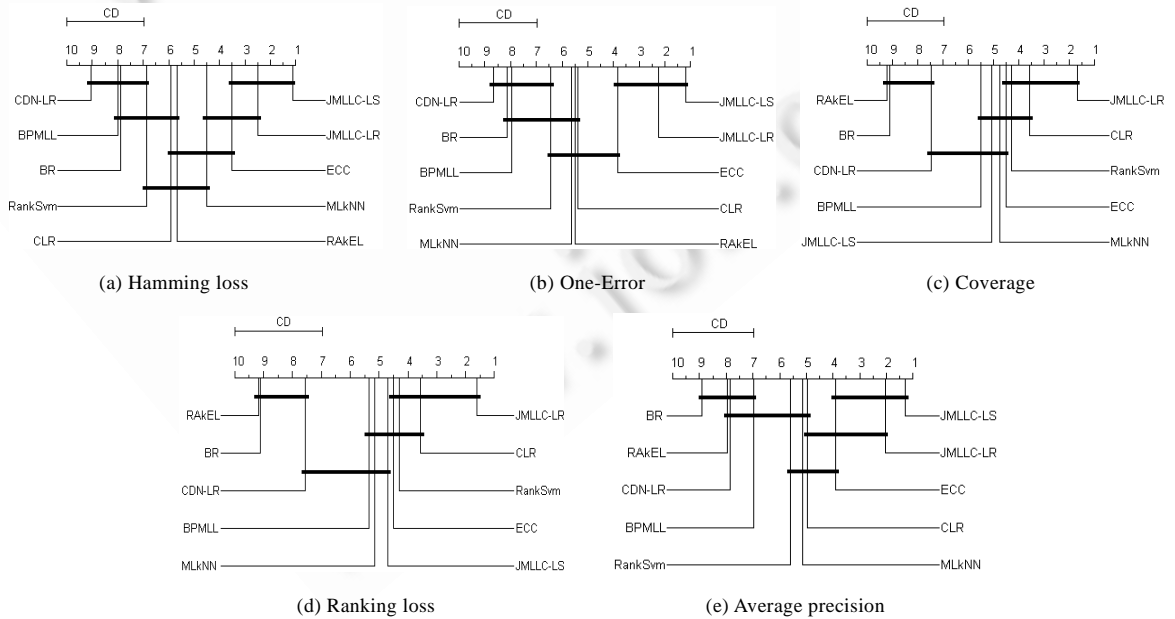 CD
10 9 8 7 6 5 4 3 2 1
CDN-LR JMLLC-LS
BPMLL JMLLC-LR
BR ECC
RankSvm MLkNN
CLR RAkEL
(a) Hamming loss
CD
10 9 8 7 6 5 4 3 2 1
CDN-LR JMLLC-LS
BR JMLLC-LR
BPMLL ECC
RankSvm CLR
MLkNN RAkEL
(b) One-Error
CD
10 9 8 7 6 5 4 3 2 1
RAkEL JMLLC-LR
BR CLR
CDN-LR RankSvm
BPMLL ECC
JMLLC-LS MLkNN
(c) Coverage
CD
10 9 8 7 6 5 4 3 2 1
RAkEL JMLLC-LR
BR CLR
CDN-LR RankSvm
BPMLL ECC
MLkNN JMLLC-LS
(d) Ranking loss
CD
10 9 8 7 6 5 4 3 2 1
BR JMLLC-LS
RAkEL JMLLC-LR
CDN-LR ECC
BPMLL CLR
RankSvm MLkNN
(e) Average precision